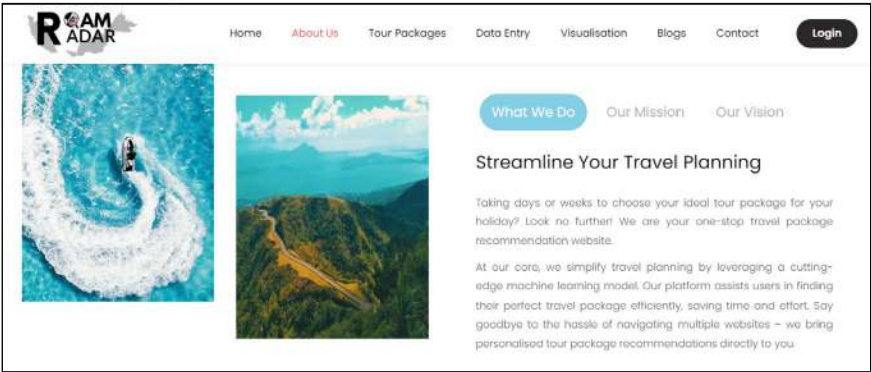 ROAM
RADAR
Home About Us Tour Packages Data Entry Visualisation Blogs Contact Login
What We Do Our Mission Our Vision
Streamline Your Travel Planning
Taking days or weeks to choose your ideal tour package for your
holiday? Look no further! We are your one-stop travel package
recommendation website.
At our core, we simplify travel planning by leveraging a cutting-
edge machine learning model. Our platform assists users in finding
their perfect travel package efficiently, saving time and effort. Say
goodbye to the hassle of navigating multiple websites – we bring
personalised tour package recommendations directly to you.